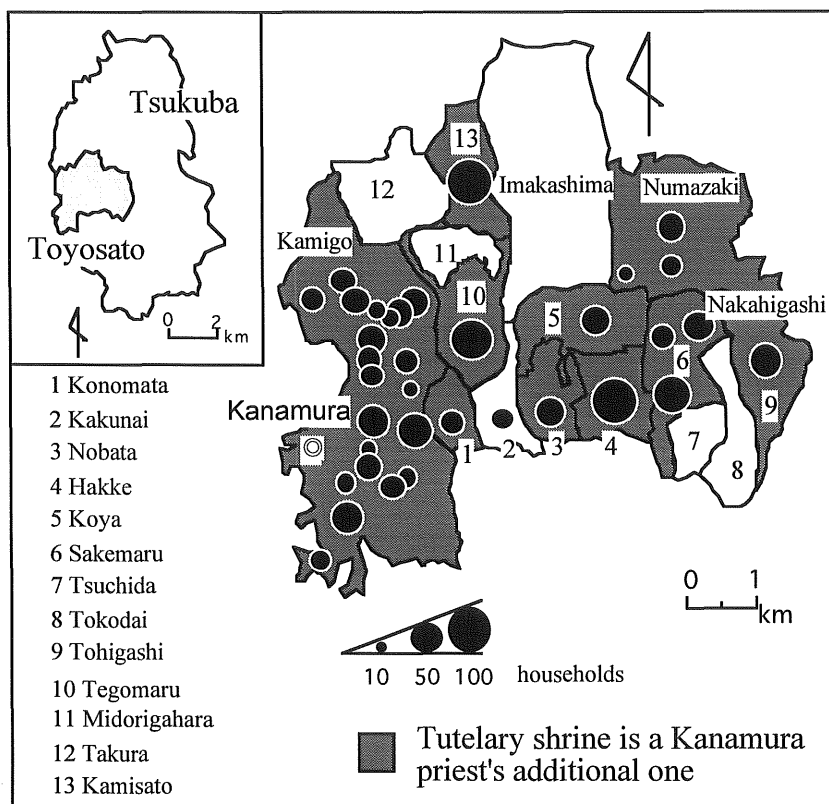 Tsukuba
Toyosato
0 2
km
1 Konomata
2 Kakunai
3 Nobata
4 Hakke
5 Koya
6 Sakemaru
7 Tsuchida
8 Tokodai
9 Tohigashi
10 Tegomaru
11 Midorigahara
12 Takura
13 Kamisato
13
12
Imakashima
Numazaki
Kamigo
11
10
5
Nakahigashi
6
Kanamura
1
2
3
4
7
8
9
0 1
km
10 50 100 households
Tutelary shrine is a Kanamura
priest's additional one